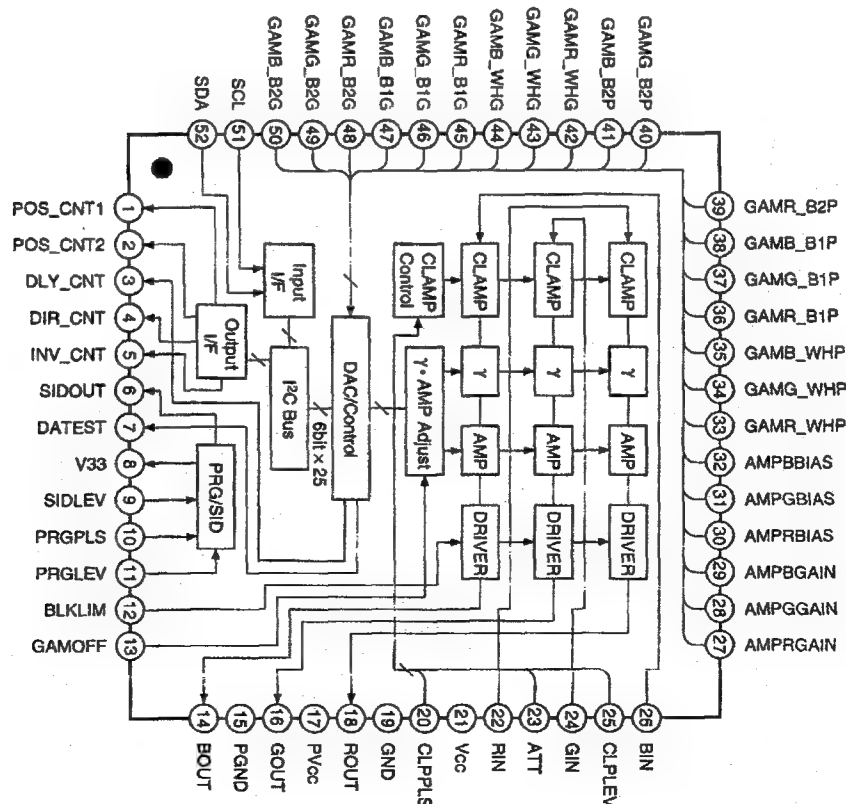 GAMB_B2G
GAMG_B2G
GAMR_B2G
GAMB_B1G
GAMG_B1G
GAMR_B1G
GAMB_WHG
GAMG_WHG
GAMR_WHG
GAMB_B2P
GAMG_B2P
SDA
SCL
52
51
50
49
48
47
46
45
44
43
42
41
40
POS_CNT1
1
POS_CNT2
2
DLY_CNT
3
DIR_CNT
4
INV_CNT
5
SIDOUT
6
DATEST
7
V33
8
SIDLEV
9
PRGPLS
10
PRGLEV
11
BLKLIM
12
GAMOFF
13
Input
I/F
Output
I/F
I²C Bus
6bit × 25
DAC/Control
PRG/SID
CLAMP
Control
γ • AMP Adjust
CLAMP
CLAMP
CLAMP
γ
γ
γ
AMP
AMP
AMP
DRIVER
DRIVER
DRIVER
39
GAMR_B2P
38
GAMB_B1P
37
GAMG_B1P
36
GAMR_B1P
35
GAMB_WHP
34
GAMG_WHP
33
GAMR_WHP
32
AMPBBIAS
31
AMPGBIAS
30
AMPRBIAS
29
AMPBGAIN
28
AMPGGAIN
27
AMPRGAIN
14
15
16
17
18
19
20
21
22
23
24
25
26
BOUT
PGND
GOUT
PVcc
ROUT
GND
CLPPLS
Vcc
RIN
ATT
GIN
CLPLEV
BIN